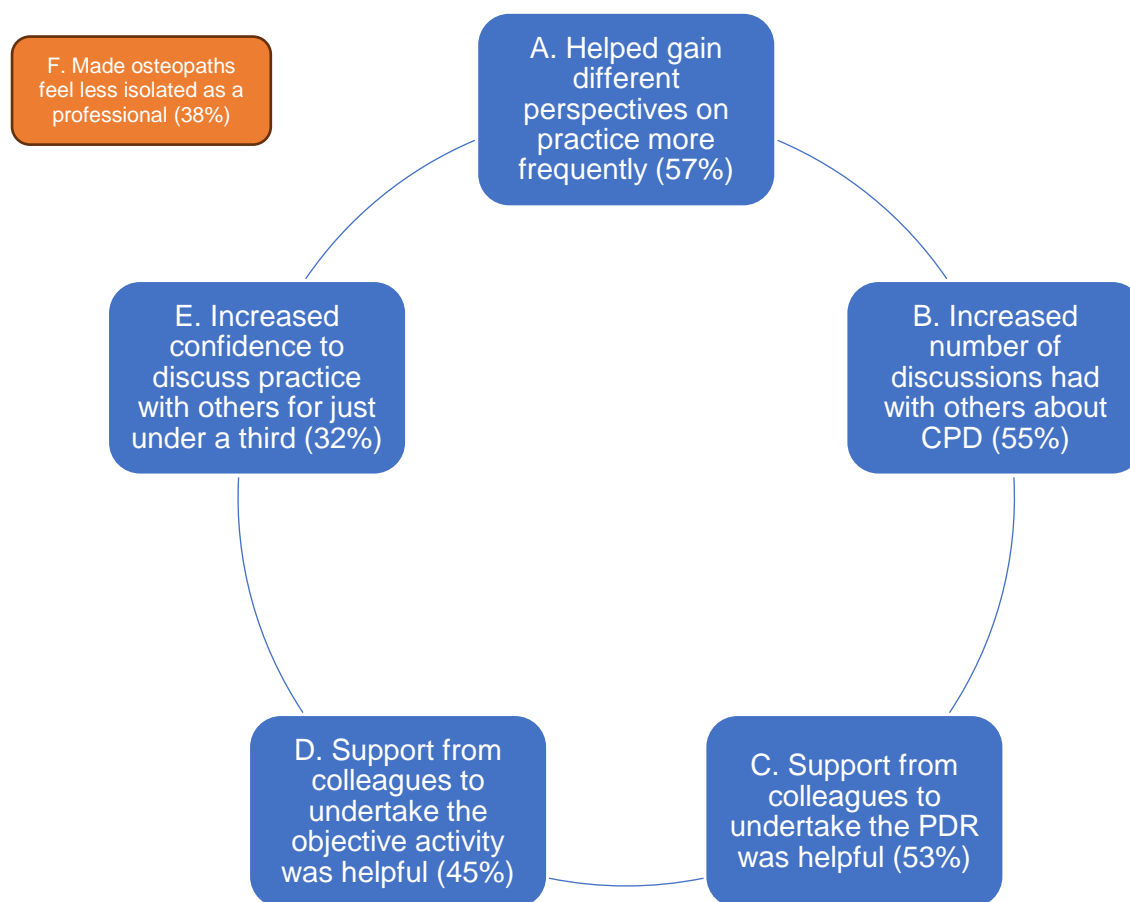 F. Made osteopaths
feel less isolated as a
professional (38%)
A. Helped gain
different
perspectives on
practice more
frequently (57%)
E. Increased
confidence to
discuss practice
with others for just
under a third (32%)
B. Increased
number of
discussions had
with others about
CPD (55%)
D. Support from
colleagues to
undertake the
objective activity
was helpful (45%)
C. Support from
colleagues to
undertake the PDR
was helpful (53%)